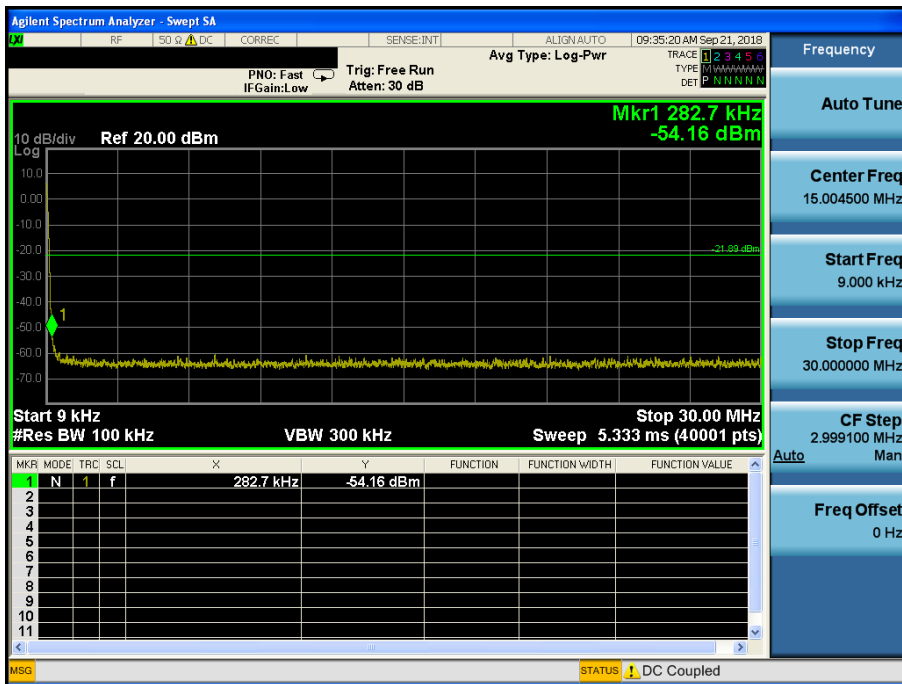 Agilent Spectrum Analyzer - Swept SA
LXI RF 50 Ω DC CORREC SENSE:INT ALIGNAUTO 09:35:20 AM Sep 21, 2018
Frequency
Avg Type: Log-Pwr
TRACE 1 2 3 4 5 6
PNO: Fast Trig: Free Run
TYPE MWWWWW
IFGain:Low Atten: 30 dB
DET P N N N N N
Auto Tune
Mkr1 282.7 kHz
10 dB/div Ref 20.00 dBm -54.16 dBm
Log
10.0
0.00
-10.0
-20.0
-21.89 dBm
-30.0
-40.0
1
-50.0
-60.0
-70.0
Start 9 kHz Stop 30.00 MHz
#Res BW 100 kHz VBW 300 kHz Sweep 5.333 ms (40001 pts)
Center Freq
15.004500 MHz
Start Freq
9.000 kHz
Stop Freq
30.000000 MHz
CF Step
2.999100 MHz
Auto Man
Freq Offset
0 Hz
MKR MODE TRC SCL X Y FUNCTION FUNCTION WIDTH FUNCTION VALUE
1 N 1 f 282.7 kHz -54.16 dBm
2
3
4
5
6
7
8
9
10
11
MSG STATUS DC Coupled